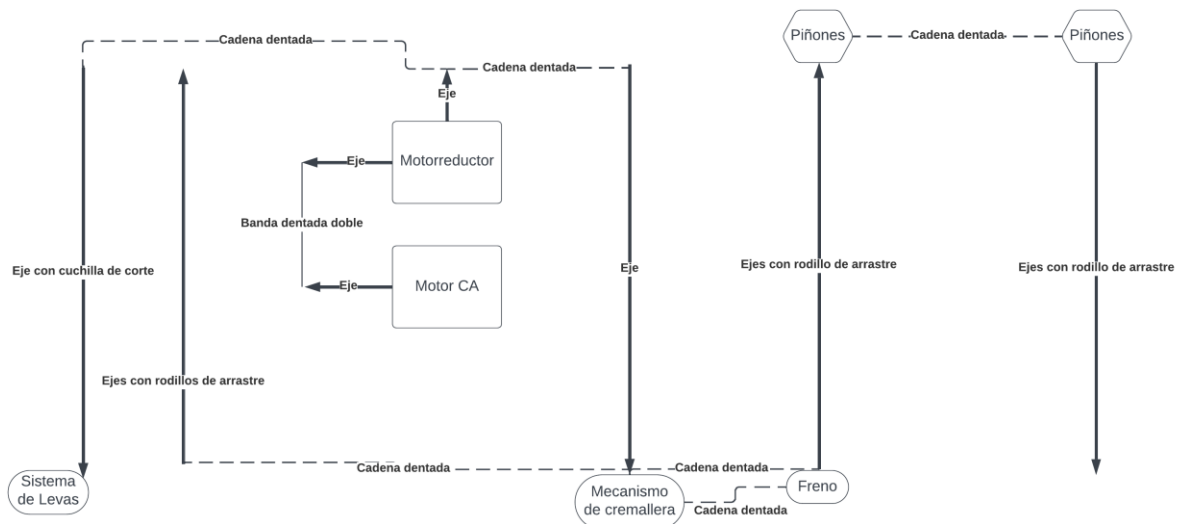 Cadena dentada
Piñones
Cadena dentada
Piñones
Cadena dentada
Eje
Motorreductor
Eje
Banda dentada doble
Eje con cuchilla de corte
Eje
Ejes con rodillo de arrastre
Ejes con rodillo de arrastre
Eje
Motor CA
Ejes con rodillos de arrastre
Cadena dentada
Cadena dentada
Sistema
de Levas
Mecanismo
de cremallera
Freno
Cadena dentada